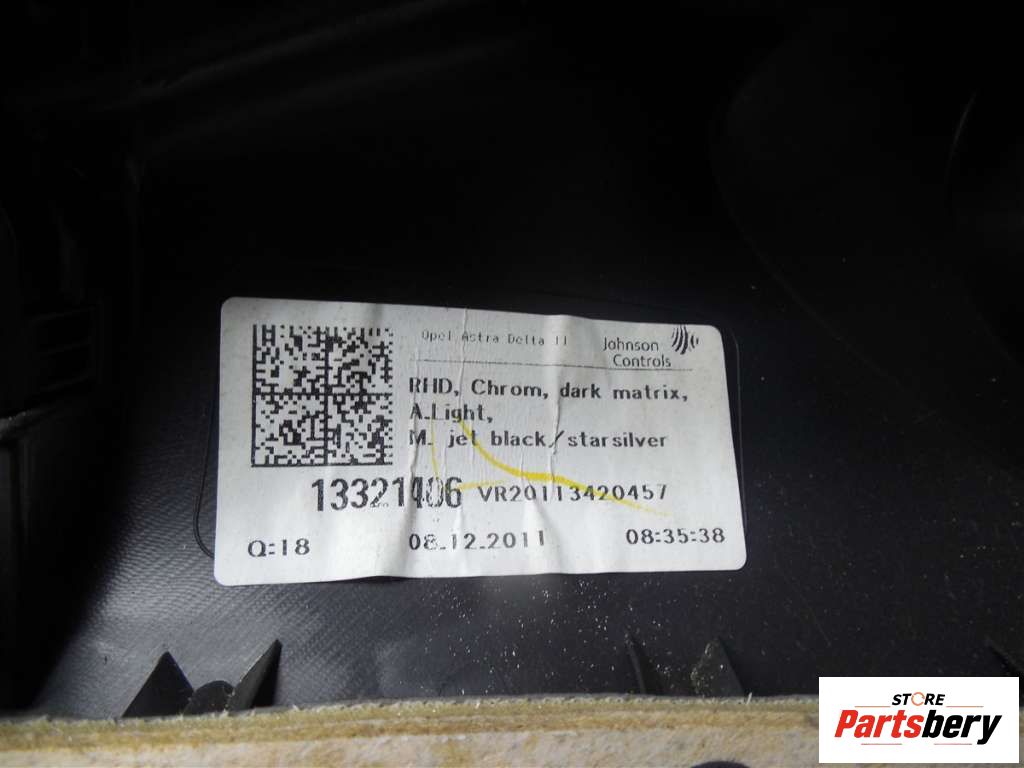 Opel Astra Delta II
Johnson
Controls
RHD, Chrom, dark matrix,
A.Light,
M. jet black/starsilver
13321406 VR20113420457
Q:18 08.12.2011 08:35:38
STORE
Partsbery